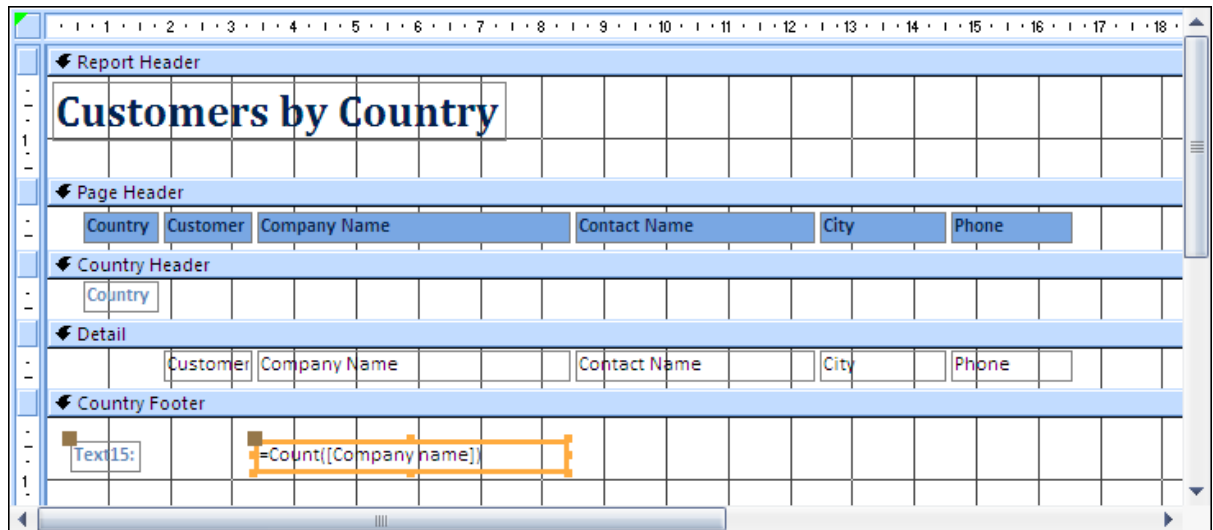 1 2 3 4 5 6 7 8 9 10 11 12 13 14 15 16 17 18
Report Header
Customers by Country
1
Page Header
Country Customer Company Name Contact Name City Phone
Country Header
Country
Detail
Customer Company Name Contact Name City Phone
Country Footer
Text15: =Count([Company name])
1